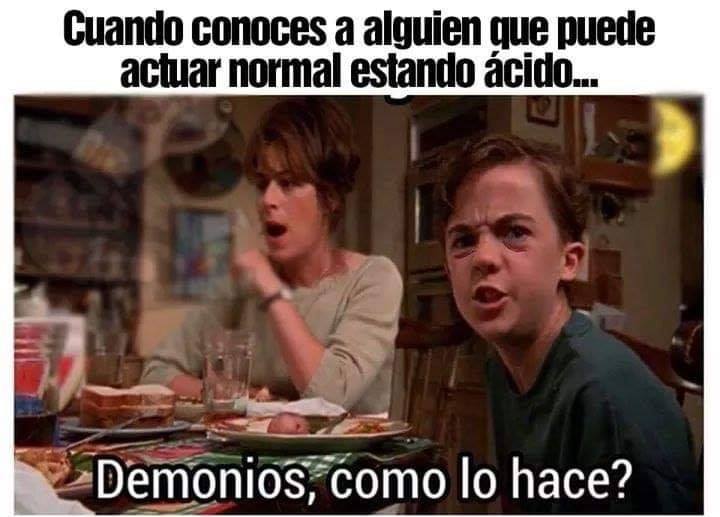 Cuando conoces a alguien que puede
actuar normal estando ácido...
Demonios, como lo hace?